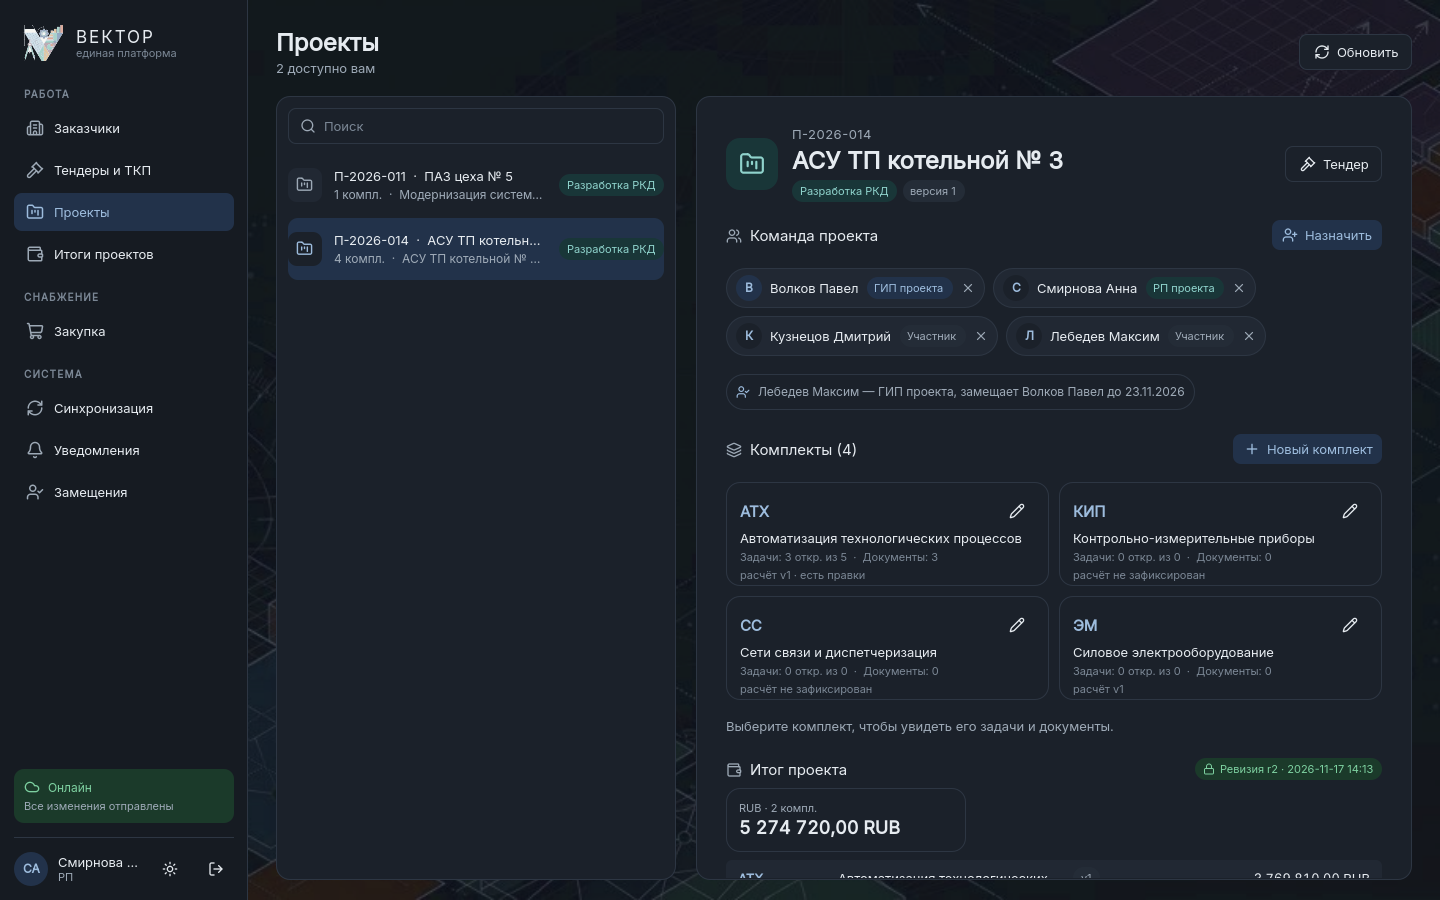 ВЕКТОР
единая платформа
РАБОТА
Заказчики
Тендеры и ТКП
Проекты
Итоги проектов
СНАБЖЕНИЕ
Закупка
СИСТЕМА
Синхронизация
Уведомления
Замещения
Онлайн
Все изменения отправлены
СА
Смирнова ...
РП
Проекты
2 доступно вам
Обновить
Поиск
П-2026-011 · ПАЗ цеха № 5
1 компл. · Модернизация систем...
Разработка РКД
П-2026-014 · АСУ ТП котельн...
4 компл. · АСУ ТП котельной № ...
Разработка РКД
П-2026-014
АСУ ТП котельной № 3
Разработка РКД
версия 1
Тендер
Команда проекта
Назначить
В Волков Павел ГИП проекта
С Смирнова Анна РП проекта
К Кузнецов Дмитрий Участник
Л Лебедев Максим Участник
Лебедев Максим — ГИП проекта, замещает Волков Павел до 23.11.2026
Комплекты (4)
Новый комплект
АТХ
Автоматизация технологических процессов
Задачи: 3 откр. из 5 · Документы: 3
расчёт v1 · есть правки
КИП
Контрольно-измерительные приборы
Задачи: 0 откр. из 0 · Документы: 0
расчёт не зафиксирован
СС
Сети связи и диспетчеризация
Задачи: 0 откр. из 0 · Документы: 0
расчёт не зафиксирован
ЭМ
Силовое электрооборудование
Задачи: 0 откр. из 0 · Документы: 0
расчёт v1
Выберите комплект, чтобы увидеть его задачи и документы.
Итог проекта
Ревизия r2 · 2026-11-17 14:13
RUB · 2 компл.
5 274 720,00 RUB
АТХ Автоматизация технологических v1 3 769 810,00 RUB